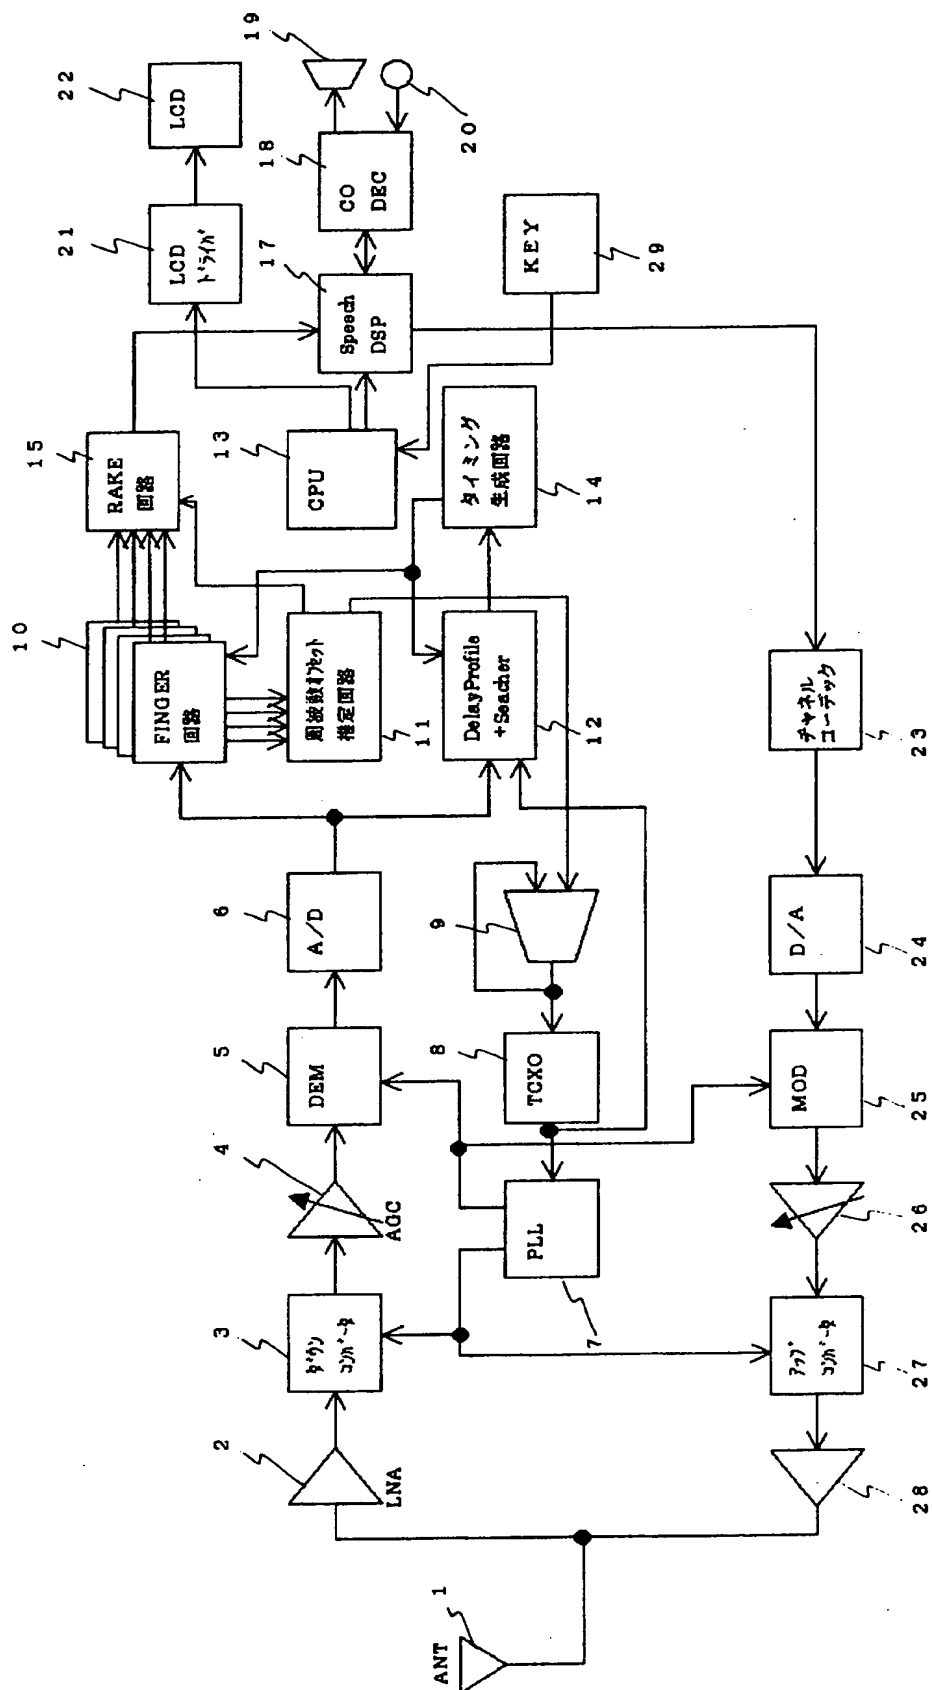 ANT
1
LNA
2
ダウン
コンバータ
3
AGC
4
DEM
5
A/D
6
PLL
7
TCXO
8
9
FINGER
回路
10
周波数オフセット
推定回路
11
DelayProfile
+Seacher
12
CPU
13
タイミング
生成回路
14
RAKE
回路
15
Speech
DSP
17
CO
DEC
18
19
20
LCD
ドライバ
21
LCD
22
KEY
29
チャネル
コーデック
23
D/A
24
MOD
25
26
アップ
コンバータ
27
28